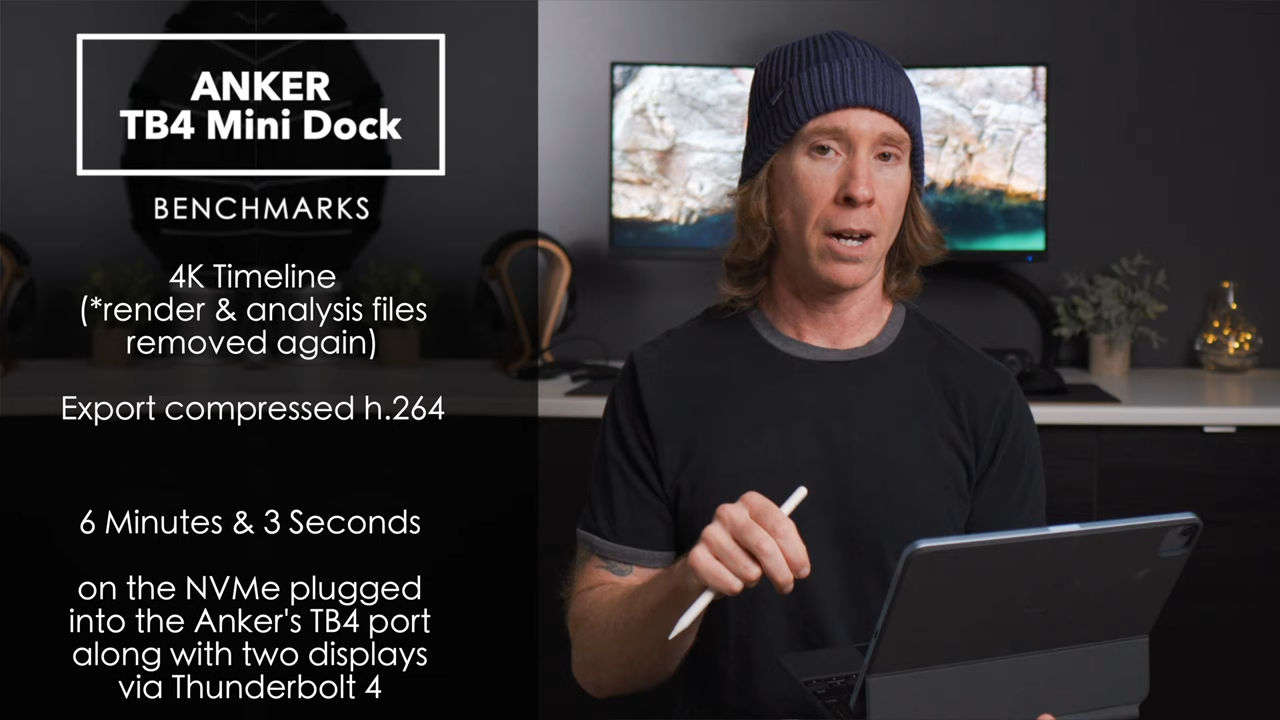 ANKER
TB4 Mini Dock
BENCHMARKS
4K Timeline
(*render & analysis files
removed again)
Export compressed h.264
6 Minutes & 3 Seconds
on the NVMe plugged
into the Anker's TB4 port
along with two displays
via Thunderbolt 4